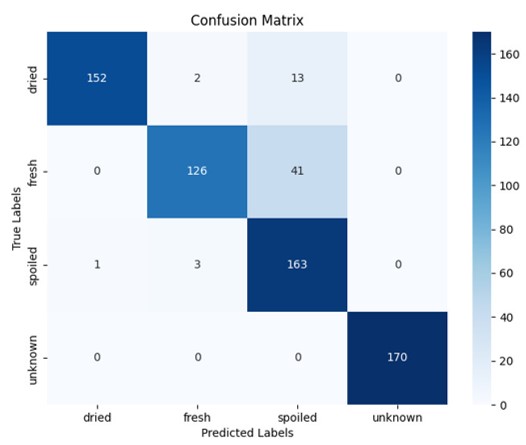 Confusion Matrix
dried 152 2 13 0
fresh 0 126 41 0
spoiled 1 3 163 0
unknown 0 0 0 170
True Labels
dried fresh spoiled unknown
Predicted Labels
160
140
120
100
80
60
40
20
0